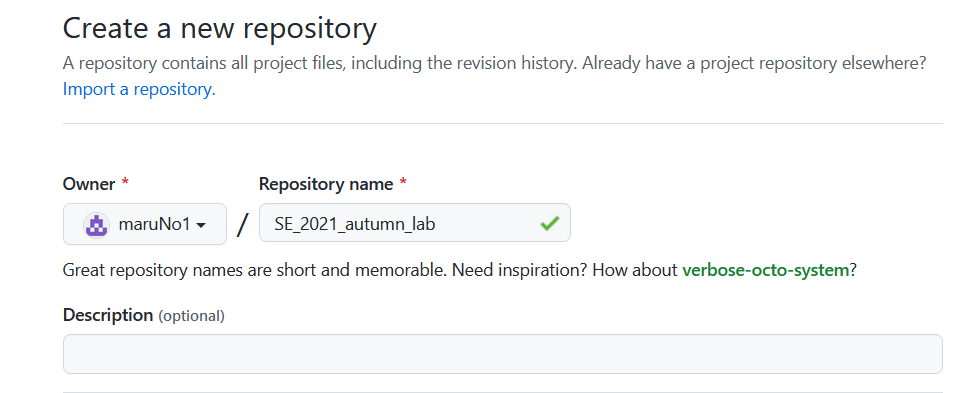 Create a new repository
A repository contains all project files, including the revision history. Already have a project repository elsewhere?
Import a repository.
Owner *
Repository name *
maruNo1
/
SE_2021_autumn_lab
Great repository names are short and memorable. Need inspiration? How about verbose-octo-system?
Description (optional)